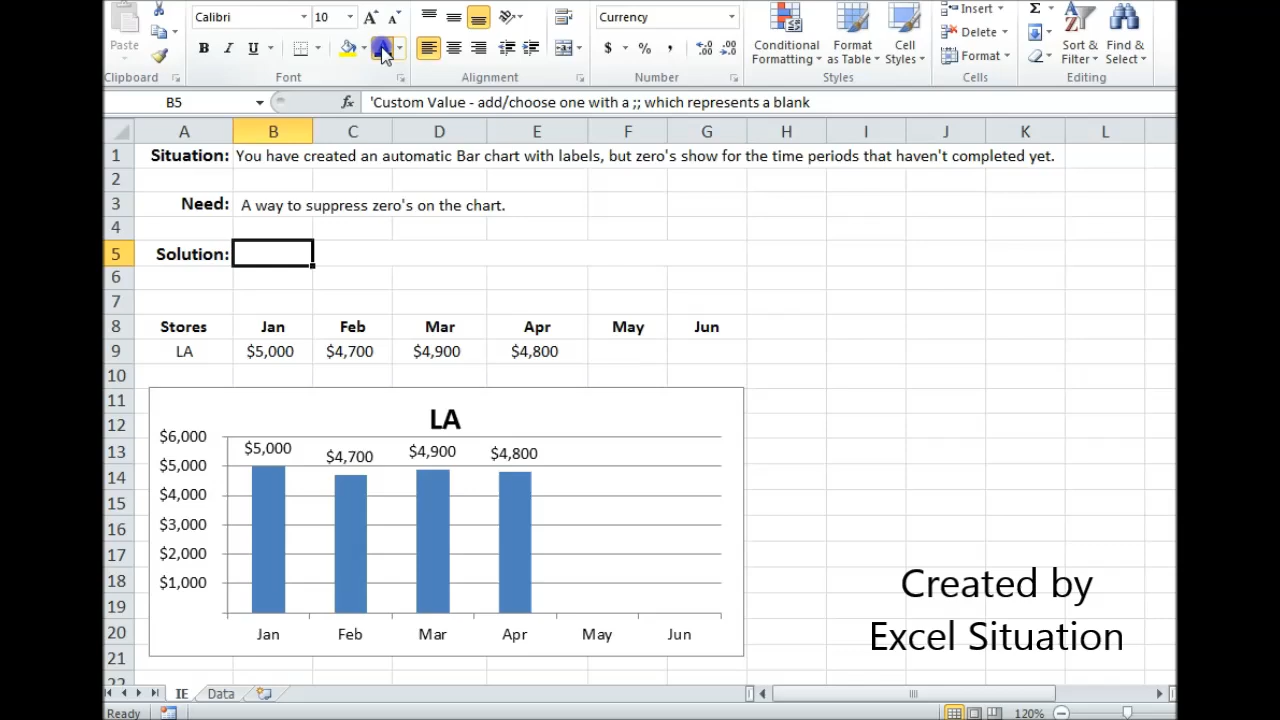 Calibri 10 Currency Insert Σ
Paste B I U $ % , .00 Conditional Formatting Format as Table Cell Styles Delete Format Sort & Filter Find & Select
Clipboard Font Alignment Number Styles Cells Editing
B5 fx 'Custom Value - add/choose one with a ;; which represents a blank
A B C D E F G H I J K L
1 Situation: You have created an automatic Bar chart with labels, but zero's show for the time periods that haven't completed yet.
2
3 Need: A way to suppress zero's on the chart.
4
5 Solution:
6
7
8 Stores Jan Feb Mar Apr May Jun
9 LA $5,000 $4,700 $4,900 $4,800
10
11
12
13
14
15
16
17
18
19
20
21
22
LA
$6,000
$5,000
$4,000
$3,000
$2,000
$1,000
$5,000 $4,700 $4,900 $4,800
Jan Feb Mar Apr May Jun
Created by
Excel Situation
IE Data
Ready 120%